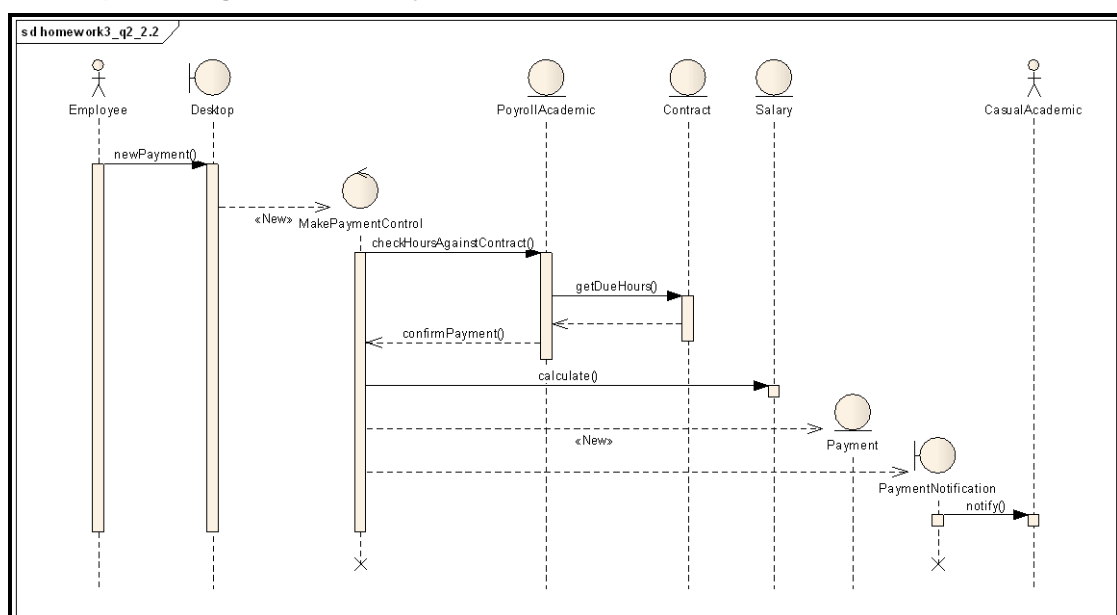 sd homework3_q2_2.2
Employee
Desktop
PoyrollAcademic
Contract
Salary
CasualAcademic
newPayment()
«New»
MakePaymentControl
checkHoursAgainstContract()
getDueHours()
confirmPayment()
calculate()
«New»
Payment
PaymentNotification
notify()